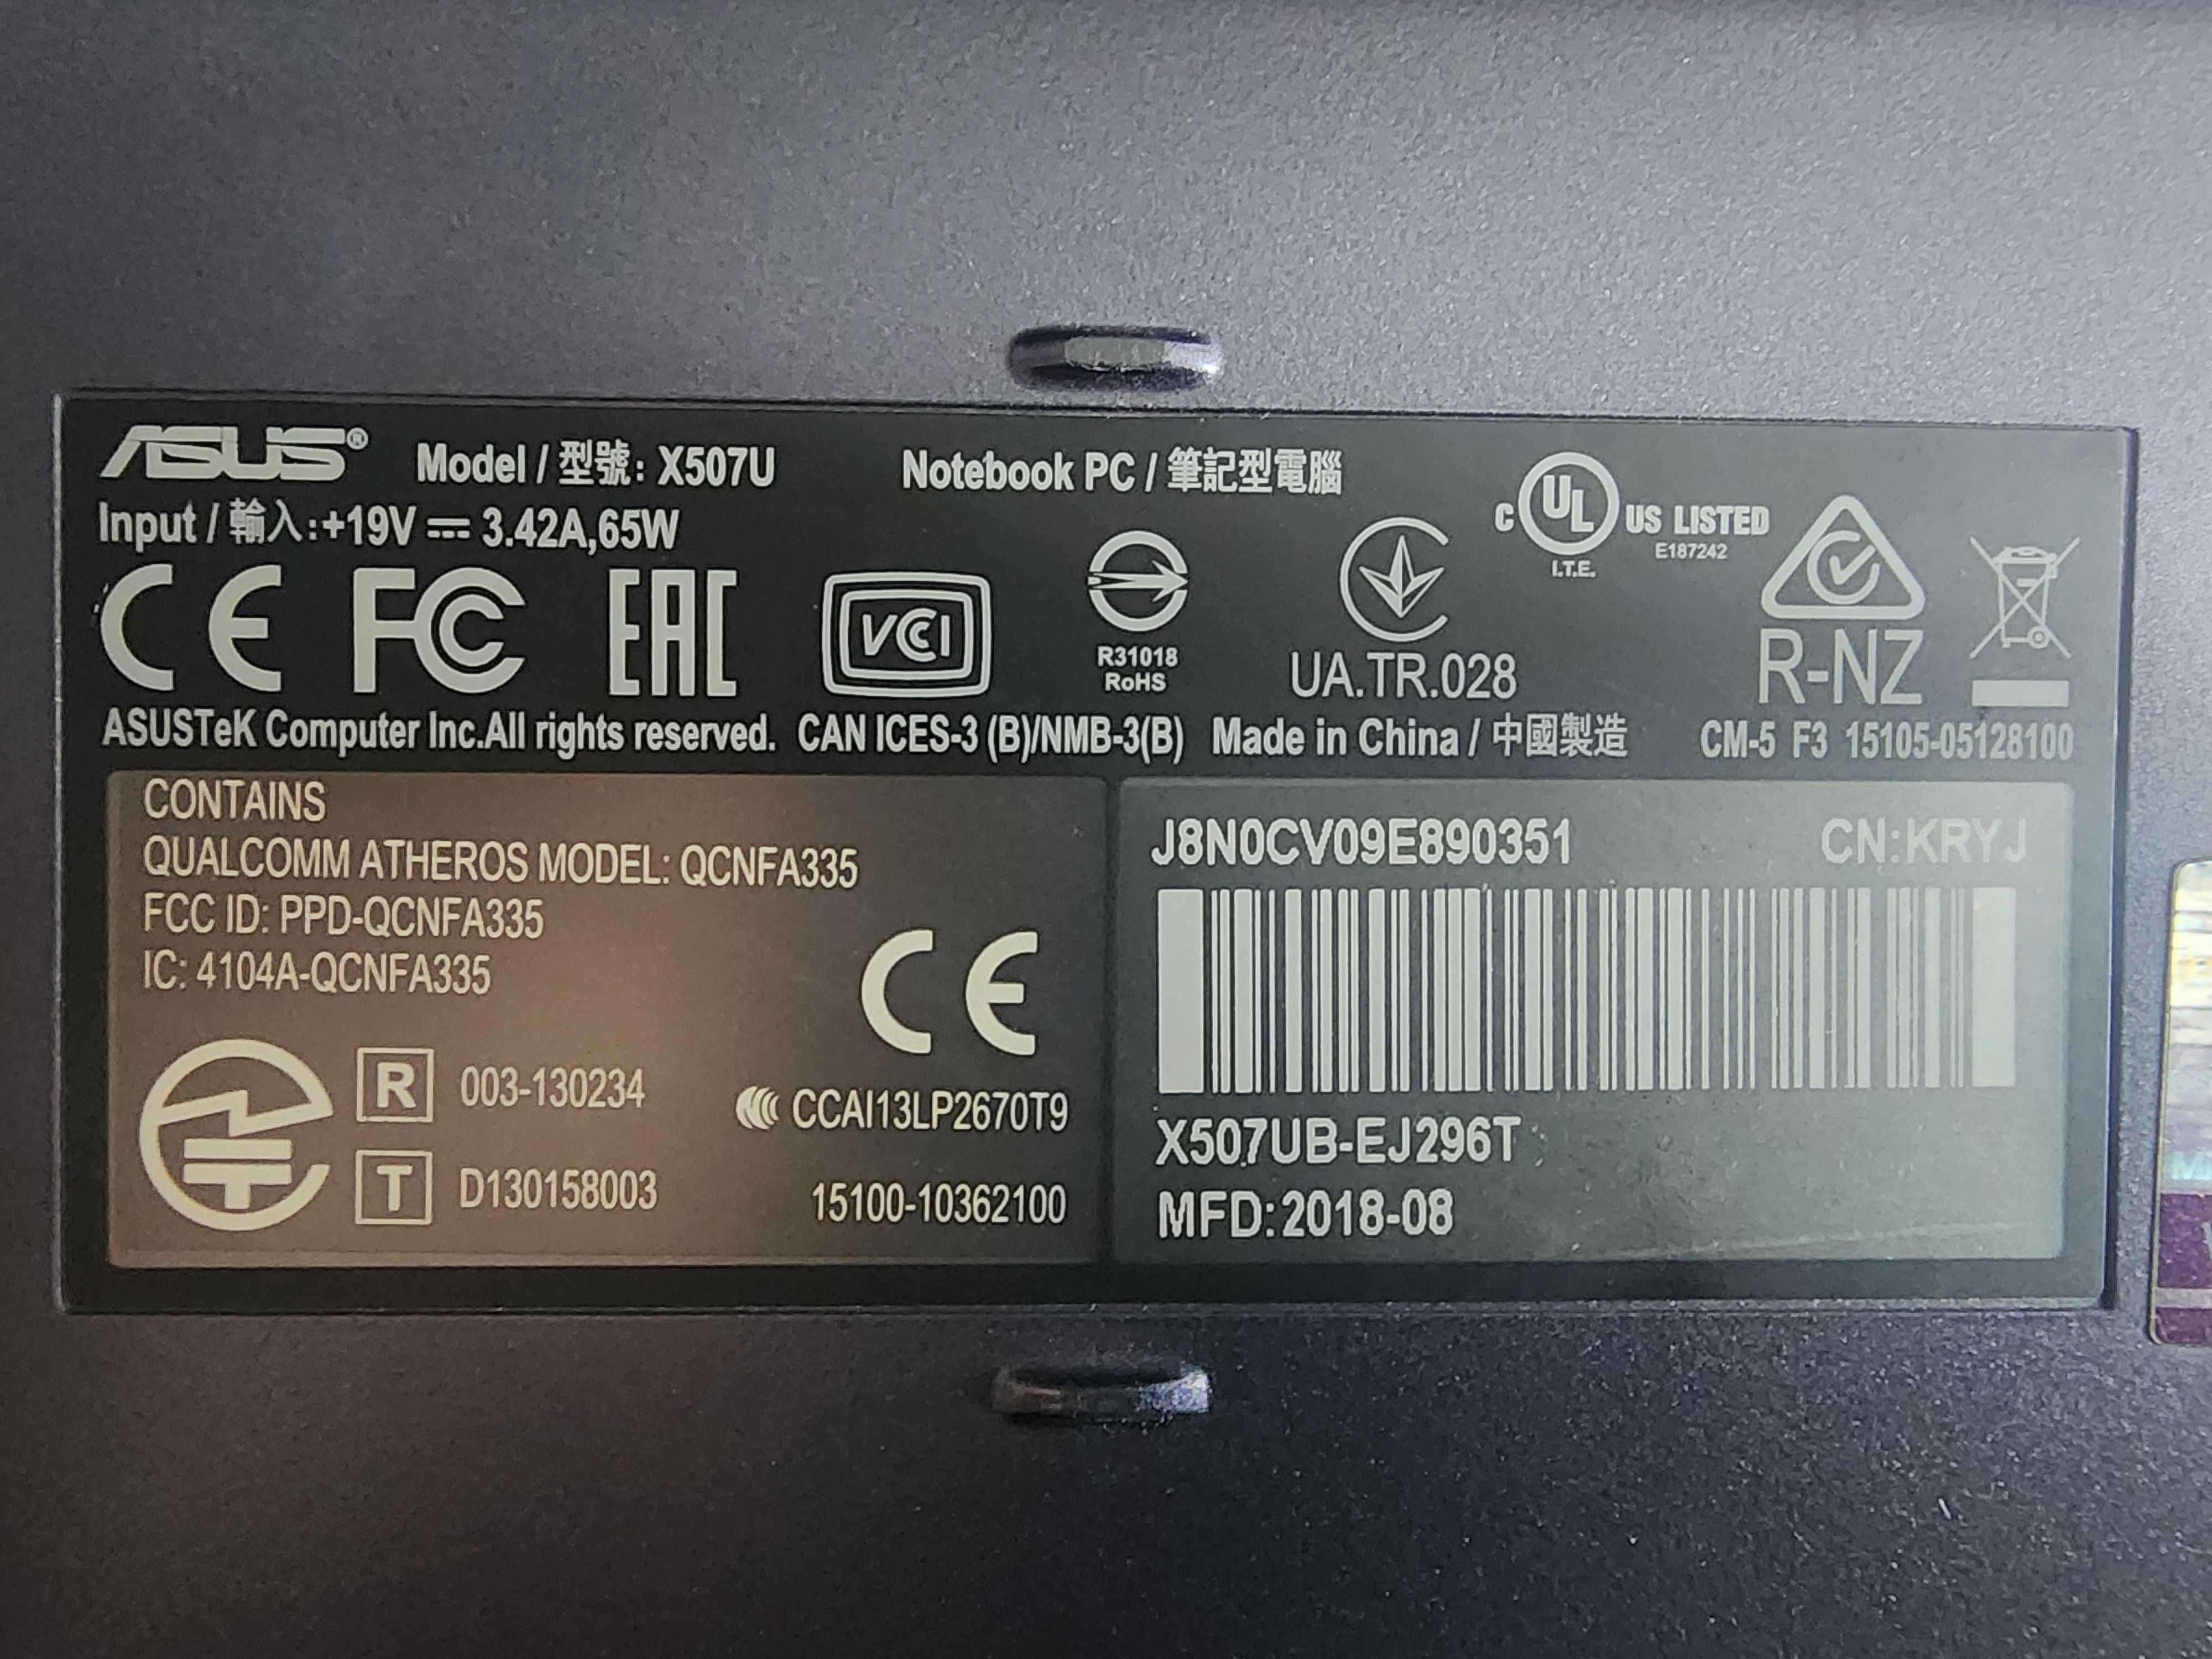 ASUS® Model / 型號: X507U Notebook PC / 筆記型電腦
Input / 輸入:+19V ⎓ 3.42A,65W
C UL US LISTED
I.T.E. E187242
CE FC EAC VCCI
R31018
RoHS
UA.TR.028
R-NZ
ASUSTeK Computer Inc.All rights reserved. CAN ICES-3 (B)/NMB-3(B) Made in China / 中國製造 CM-5 F3 15105-05128100
CONTAINS
QUALCOMM ATHEROS MODEL: QCNFA335
FCC ID: PPD-QCNFA335
IC: 4104A-QCNFA335
CE
R 003-130234
CCAI13LP2670T9
T D130158003
15100-10362100
J8N0CV09E890351 CN:KRYJ
X507UB-EJ296T
MFD:2018-08